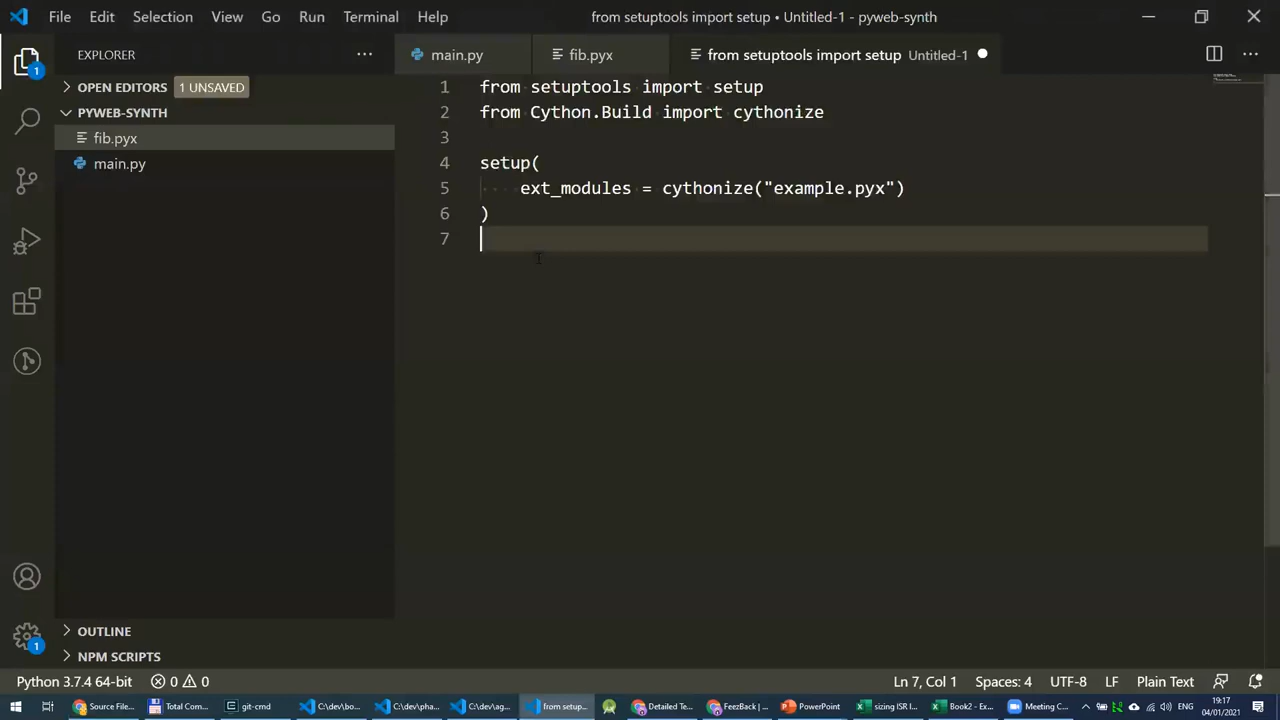 File Edit Selection View Go Run Terminal Help from setuptools import setup • Untitled-1 - pyweb-synth
EXPLORER
main.py
fib.pyx
from setuptools import setup Untitled-1
1
OPEN EDITORS 1 UNSAVED
PYWEB-SYNTH
fib.pyx
main.py
1 from setuptools import setup
2 from Cython.Build import cythonize
3
4 setup(
5 ext_modules = cythonize("example.pyx")
6 )
7
OUTLINE
NPM SCRIPTS
1
Python 3.7.4 64-bit 0 0 Ln 7, Col 1 Spaces: 4 UTF-8 LF Plain Text
Source File... Total Com... git-cmd C:\dev\bo... C:\dev\pha... C:\dev\ag... from setup... Detailed Te... FeezBack | ... PowerPoint sizing ISR I... Book2 - Ex... Meeting C... ENG 19:17
04/01/2021